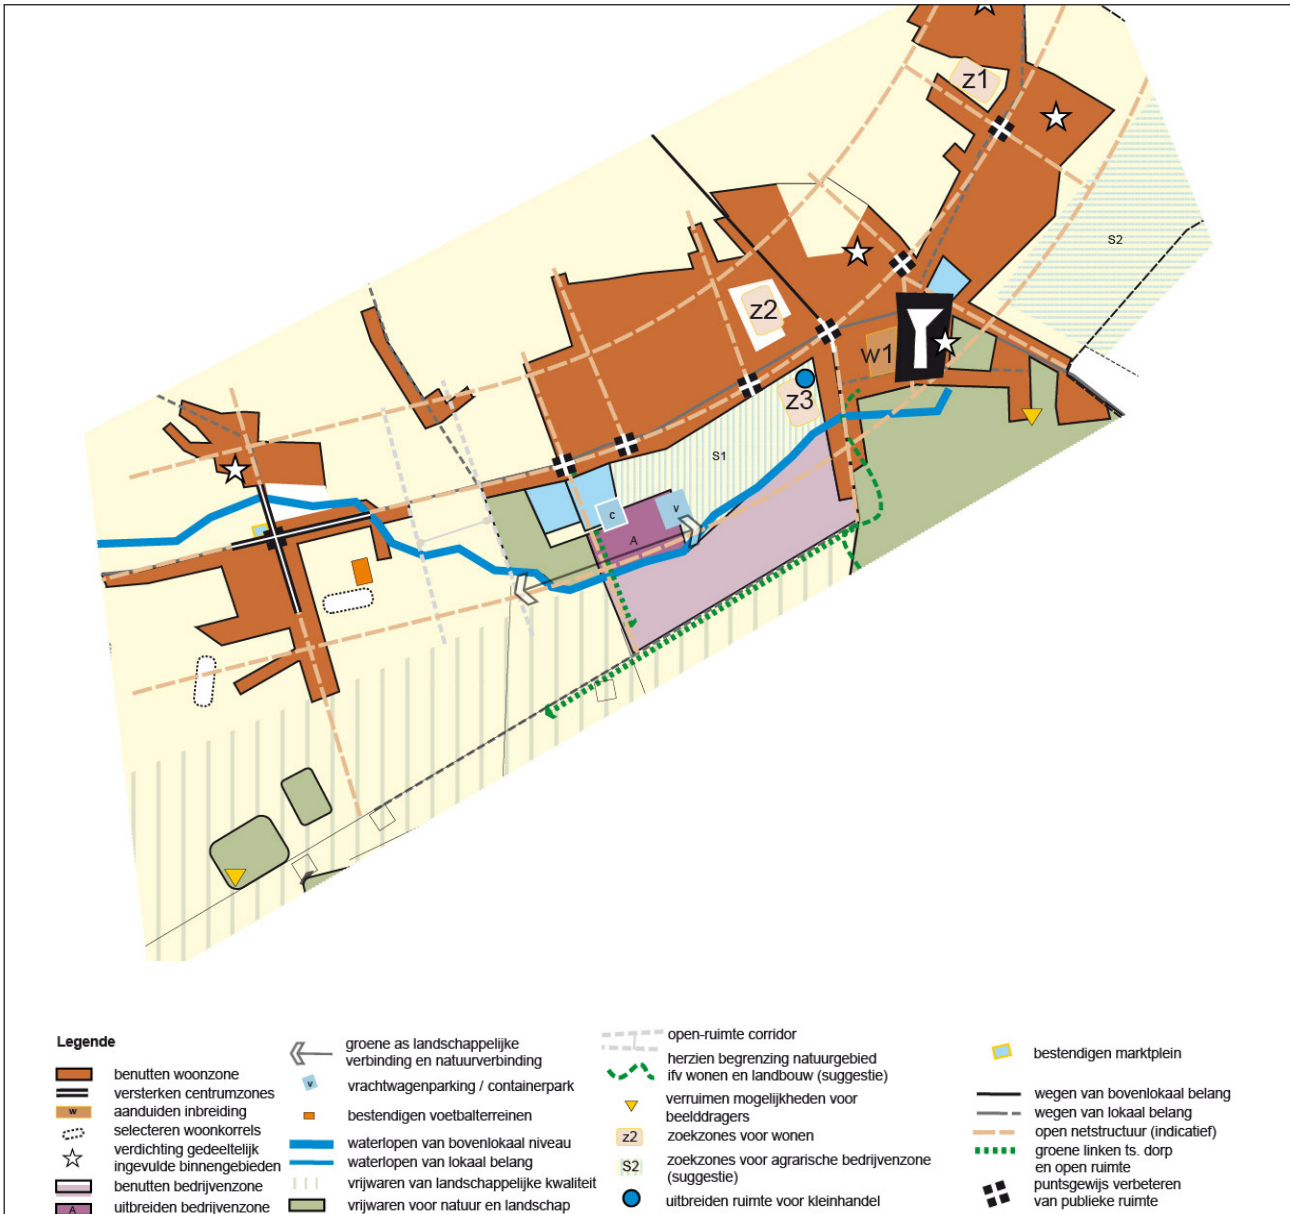 z1
S2
z2
w1
z3
S1
c
v
A
Legende
benutten woonzone
versterken centrumzones
w
aanduiden inbreiding
selecteren woonkorrels
verdichting gedeeltelijk
ingevulde binnengebieden
benutten bedrijvenzone
A
uitbreiden bedrijvenzone
groene as landschappelijke
verbinding en natuurverbinding
v
vrachtwagenparking / containerpark
bestendigen voetbalterreinen
waterlopen van bovenlokaal niveau
waterlopen van lokaal belang
vrijwaren van landschappelijke kwaliteit
vrijwaren voor natuur en landschap
open-ruimte corridor
herzien begrenzing natuurgebied
ifv wonen en landbouw (suggestie)
verruimen mogelijkheden voor
beelddragers
z2
zoekzones voor wonen
S2
zoekzones voor agrarische bedrijvenzone
(suggestie)
uitbreiden ruimte voor kleinhandel
bestendigen marktplein
wegen van bovenlokaal belang
wegen van lokaal belang
open netstructuur (indicatief)
groene linken ts. dorp
en open ruimte
puntsgewijs verbeteren
van publieke ruimte